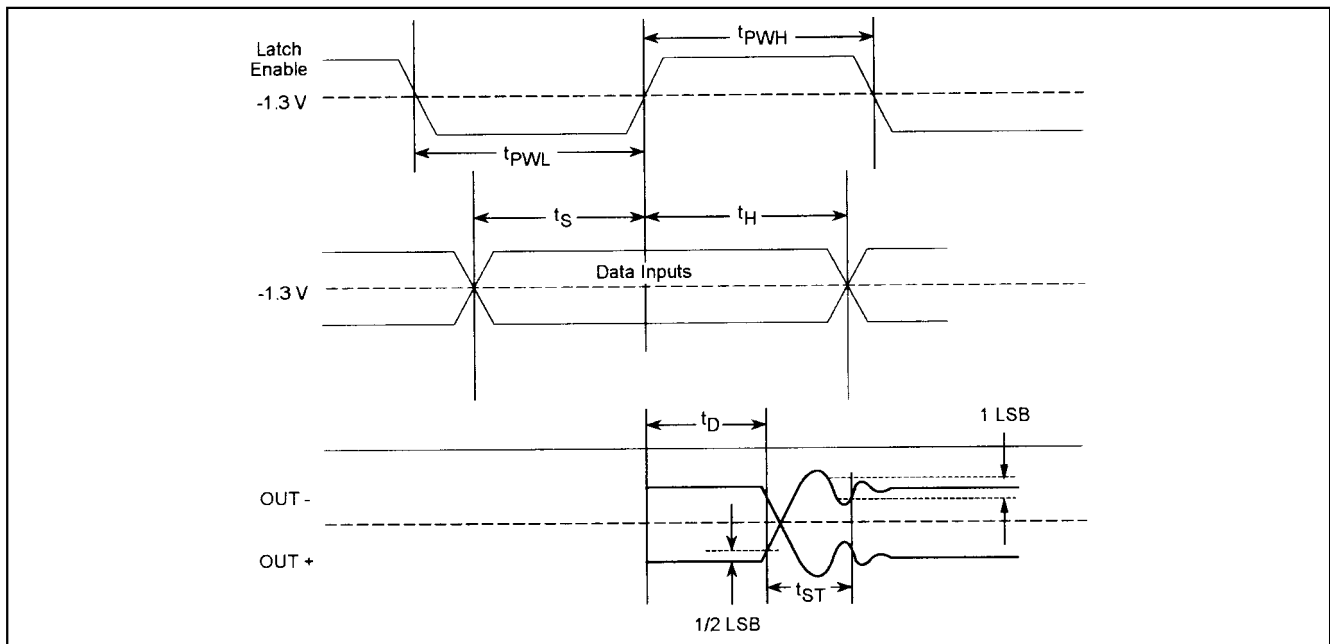 Latch
Enable
tPWH
-1.3 V
tPWL
tS
tH
Data Inputs
-1.3 V
tD
1 LSB
OUT -
OUT +
tST
1/2 LSB